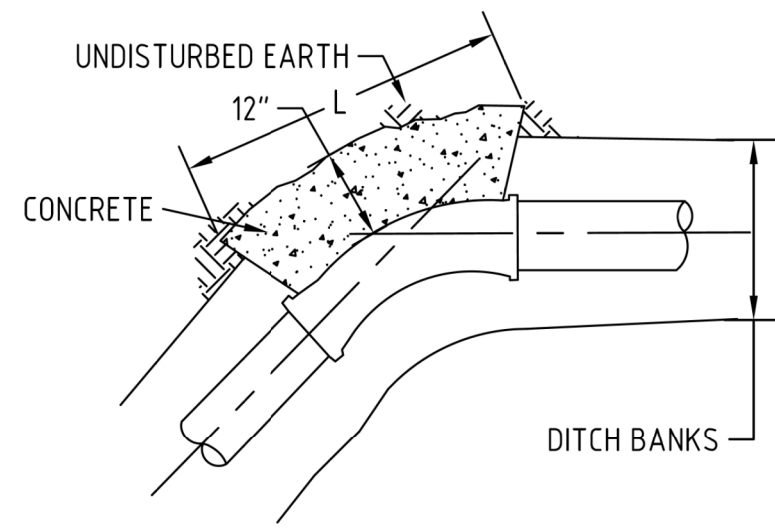 UNDISTURBED EARTH
12"
L
CONCRETE
DITCH BANKS